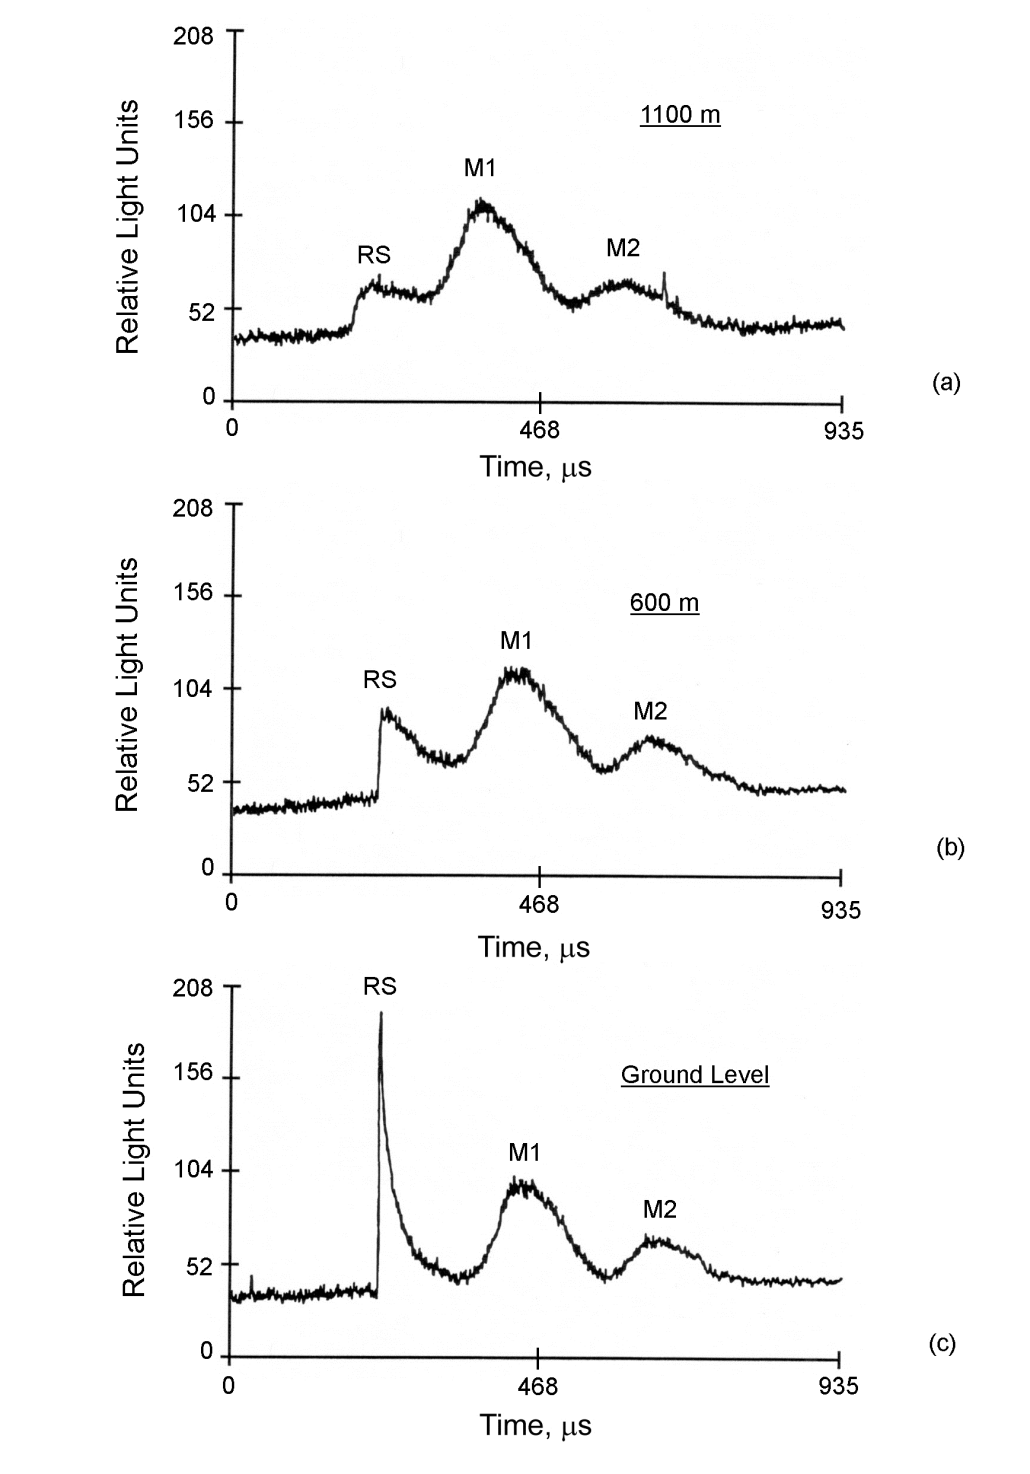 208
156
104
52
0
Relative Light Units
1100 m
RS
M1
M2
(a)
0
468
935
Time, μs
208
156
104
52
0
Relative Light Units
600 m
RS
M1
M2
(b)
0
468
935
Time, μs
208
156
104
52
0
Relative Light Units
RS
Ground Level
M1
M2
(c)
0
468
935
Time, μs